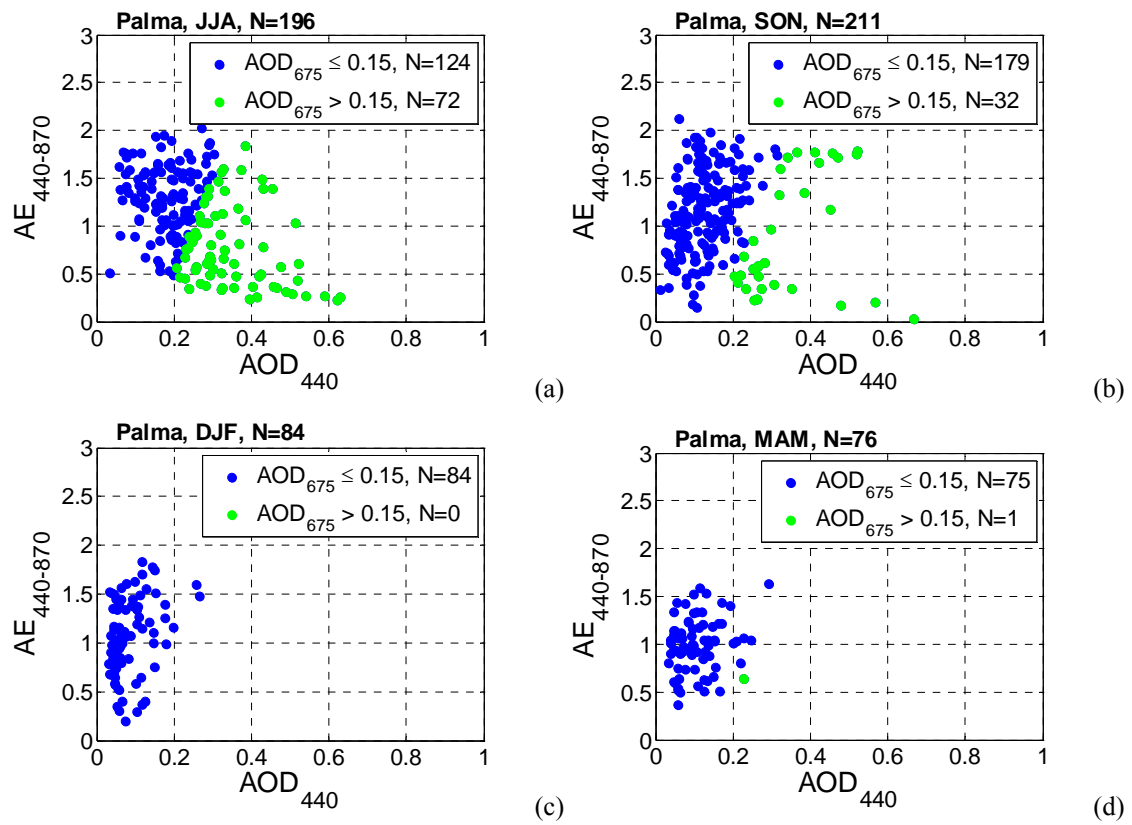 Palma, JJA, N=196
AOD675 ≤ 0.15, N=124
AOD675 > 0.15, N=72
3
2.5
2
1.5
1
0.5
0
AE440-870
0 0.2 0.4 0.6 0.8 1
AOD440
(a)
Palma, SON, N=211
AOD675 ≤ 0.15, N=179
AOD675 > 0.15, N=32
3
2.5
2
1.5
1
0.5
0
AE440-870
0 0.2 0.4 0.6 0.8 1
AOD440
(b)
Palma, DJF, N=84
AOD675 ≤ 0.15, N=84
AOD675 > 0.15, N=0
3
2.5
2
1.5
1
0.5
0
AE440-870
0 0.2 0.4 0.6 0.8 1
AOD440
(c)
Palma, MAM, N=76
AOD675 ≤ 0.15, N=75
AOD675 > 0.15, N=1
3
2.5
2
1.5
1
0.5
0
AE440-870
0 0.2 0.4 0.6 0.8 1
AOD440
(d)